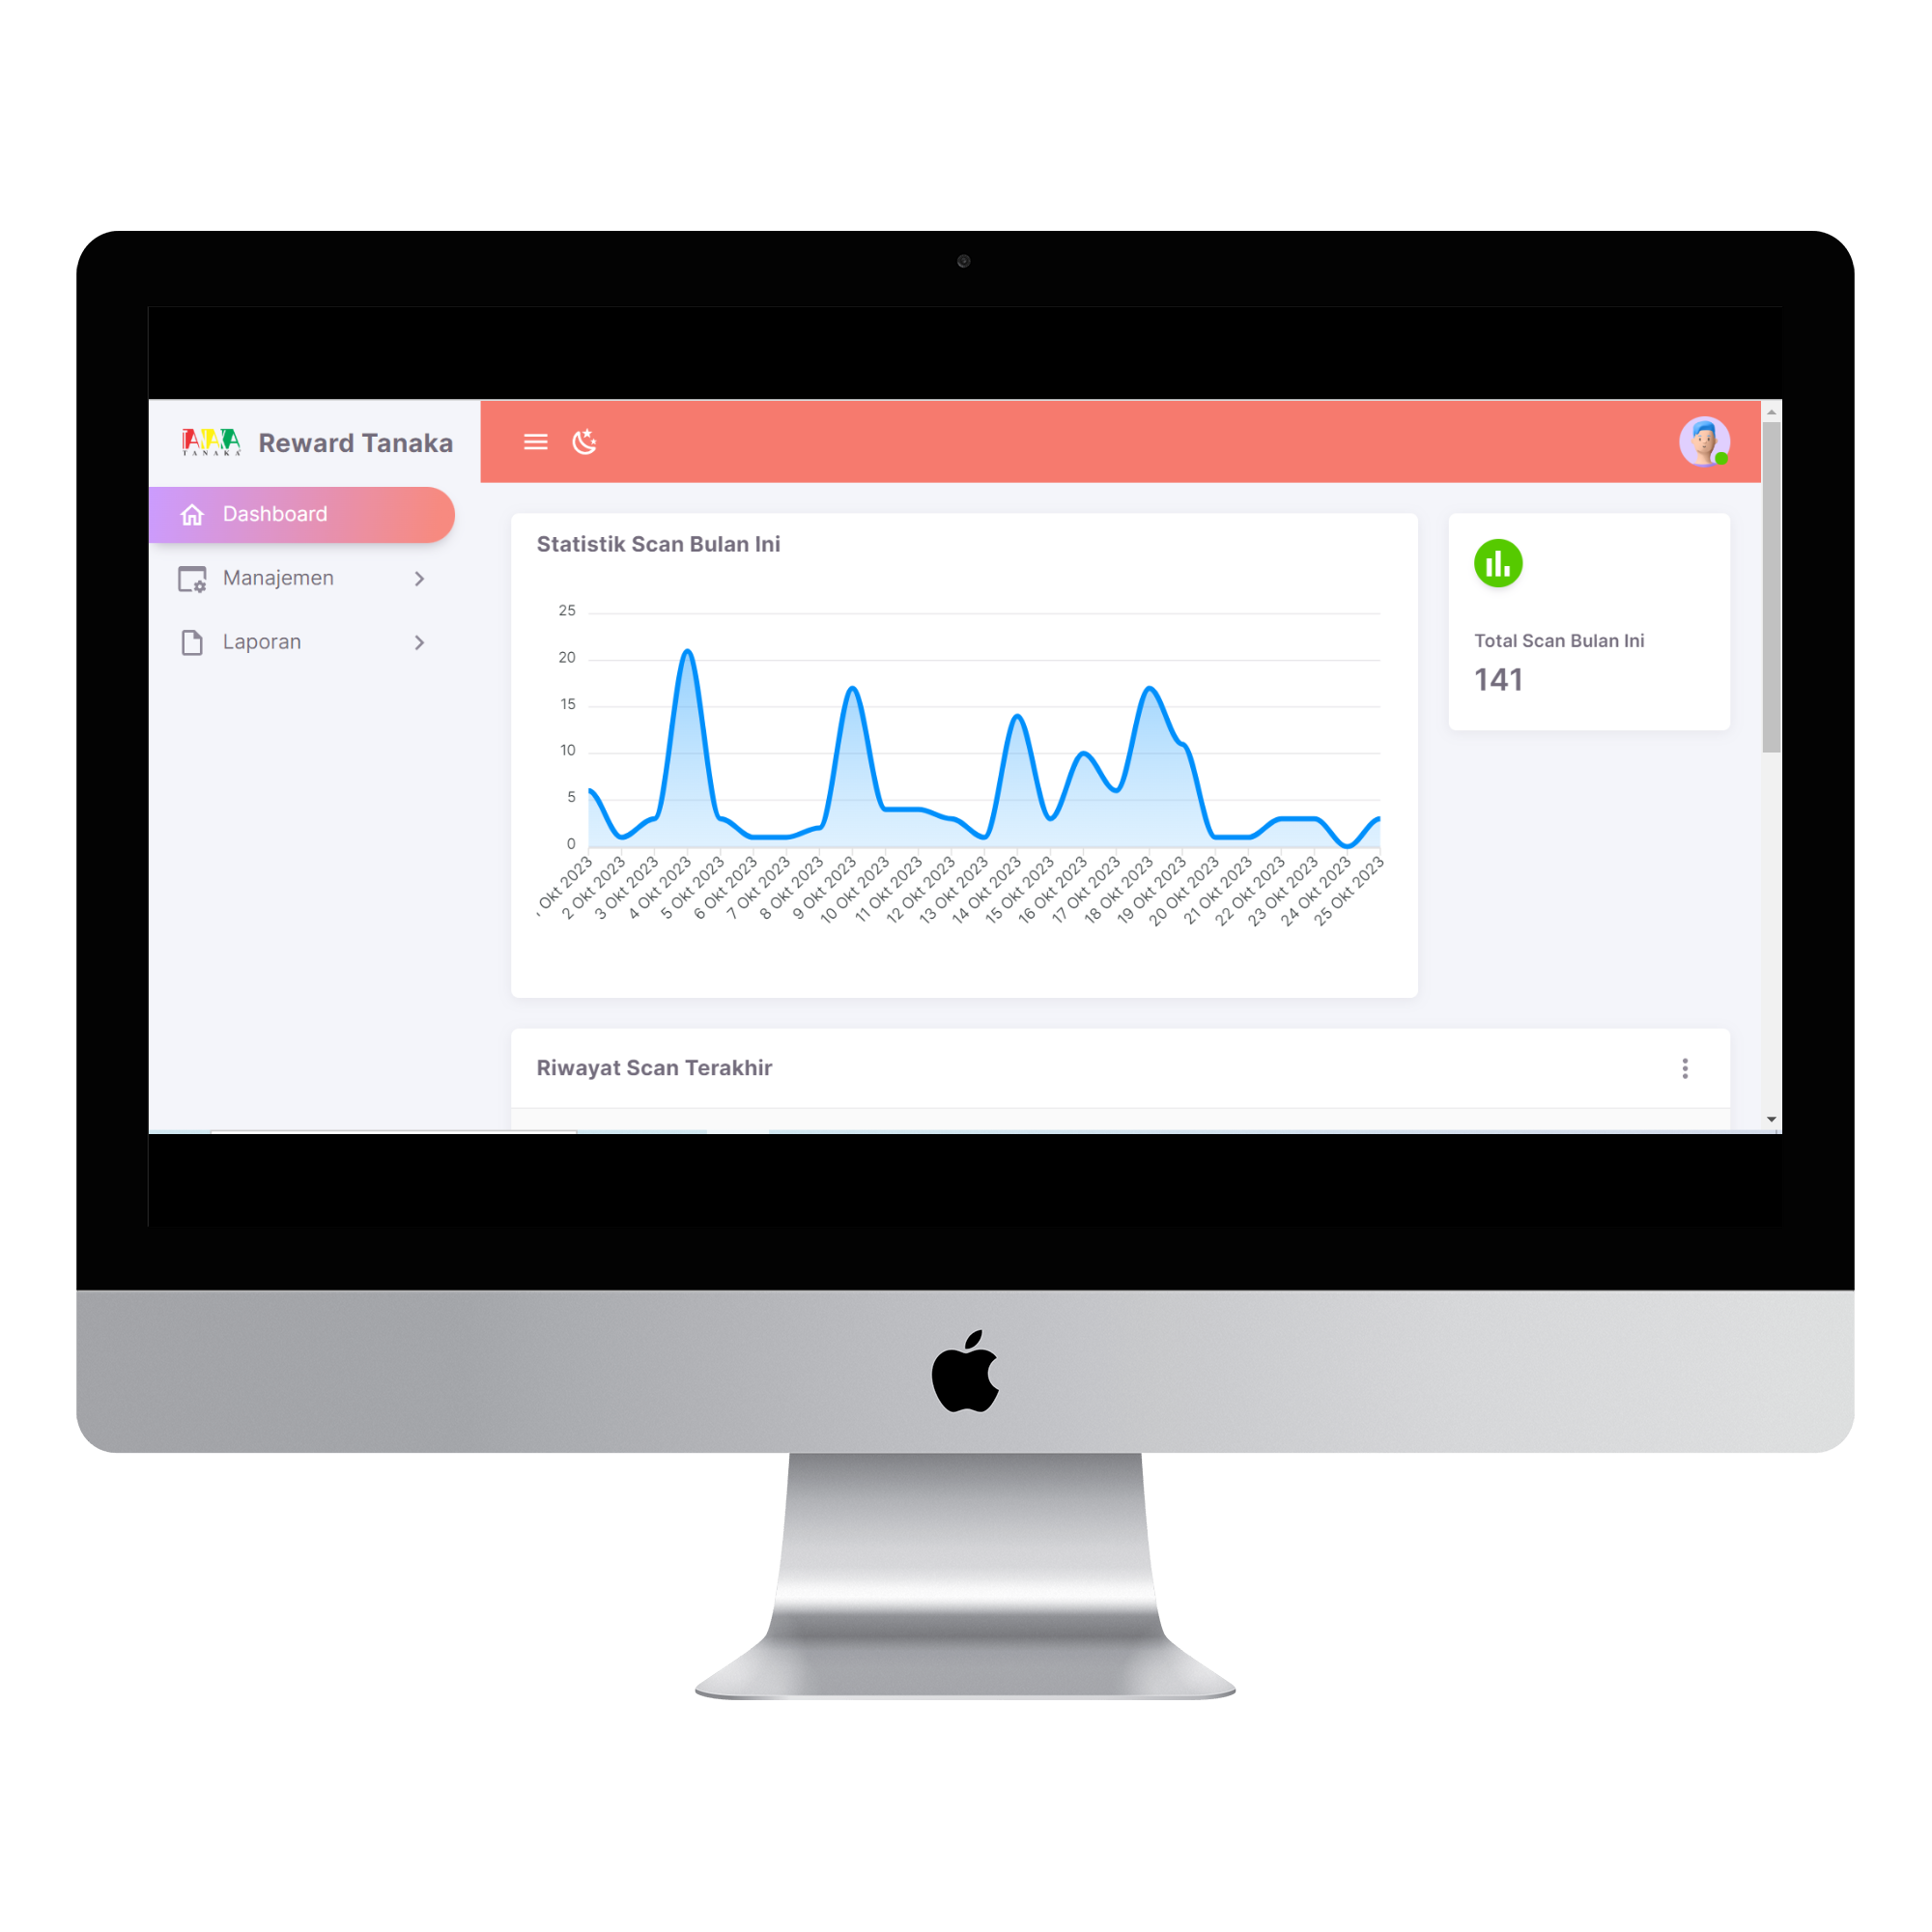 TANAKA
Reward Tanaka
Dashboard
Manajemen
Laporan
Statistik Scan Bulan Ini
25
20
15
10
5
0
Okt 2023
2 Okt 2023
3 Okt 2023
4 Okt 2023
5 Okt 2023
6 Okt 2023
7 Okt 2023
8 Okt 2023
9 Okt 2023
10 Okt 2023
11 Okt 2023
12 Okt 2023
13 Okt 2023
14 Okt 2023
15 Okt 2023
16 Okt 2023
17 Okt 2023
18 Okt 2023
19 Okt 2023
20 Okt 2023
21 Okt 2023
22 Okt 2023
23 Okt 2023
24 Okt 2023
25 Okt 2023
Total Scan Bulan Ini
141
Riwayat Scan Terakhir